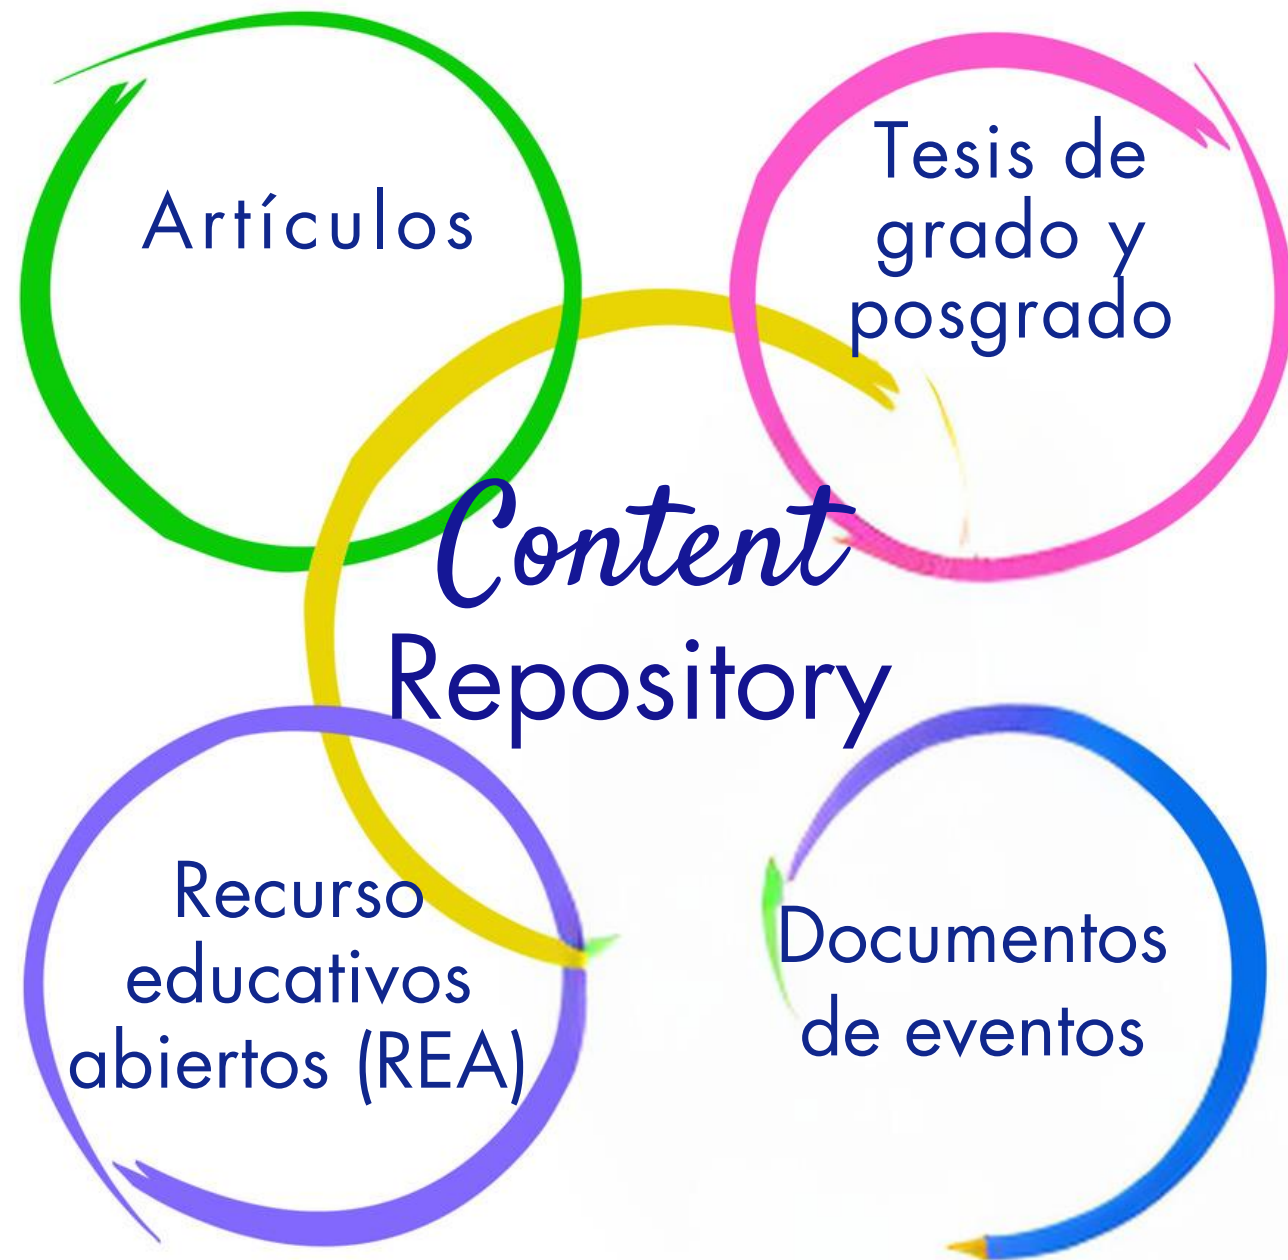 Artículos
Tesis de
grado y
posgrado
Content
Repository
Recurso
educativos
abiertos (REA)
Documentos
de eventos